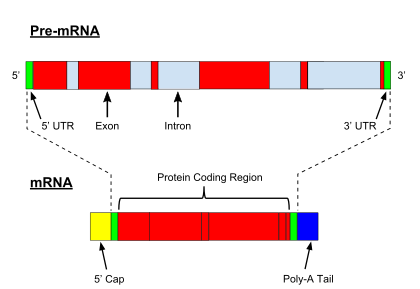 Pre-mRNA
5'
3'
5' UTR
Exon
Intron
3' UTR
mRNA
Protein Coding Region
5' Cap
Poly-A Tail